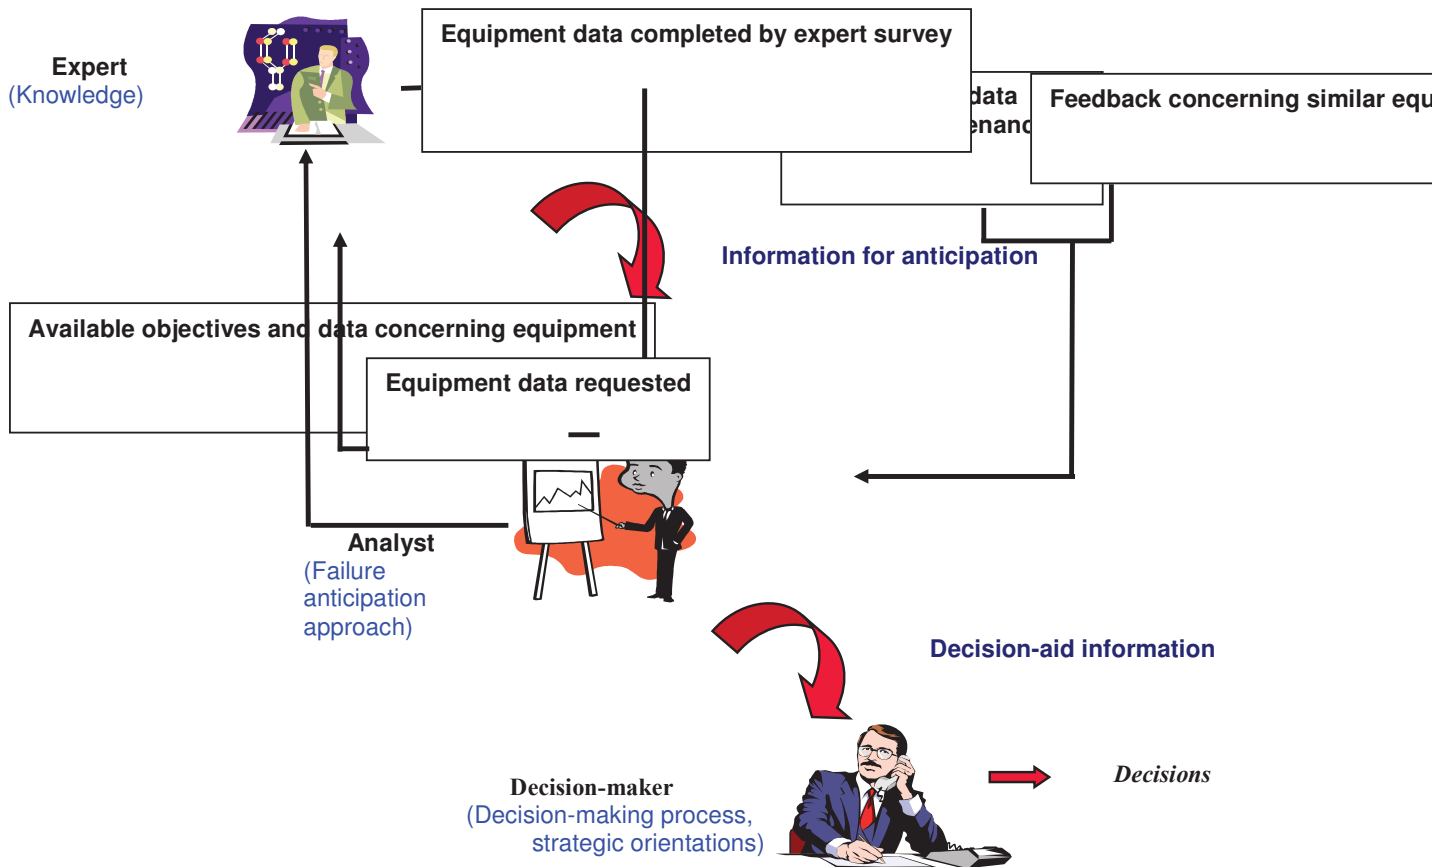 Equipment data completed by expert survey
Expert
(Knowledge)
data
Feedback concerning similar equ
Information for anticipation
Available objectives and data concerning equipment
Equipment data requested
Analyst
(Failure
anticipation
approach)
Decision-aid information
Decision-maker
(Decision-making process,
strategic orientations)
Decisions